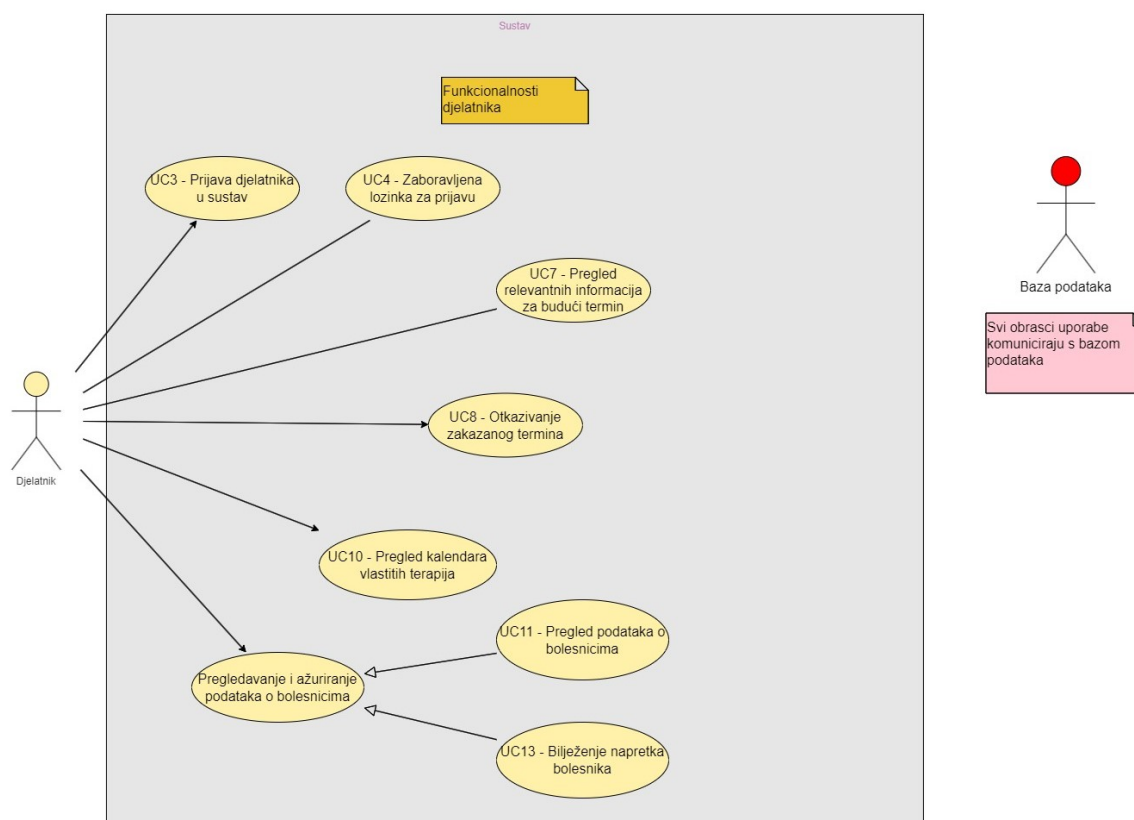 Sustav
Funkcionalnosti
djelatnika
UC3 - Prijava djelatnika
u sustav
UC4 - Zaboravljena
lozinka za prijavu
UC7 - Pregled
relevantnih informacija
za budući termin
Baza podataka
Svi obrasci uporabe
komuniciraju s bazom
podataka
UC8 - Otkazivanje
zakazanog termina
Djelatnik
UC10 - Pregled kalendara
vlastitih terapija
UC11 - Pregled podataka o
bolesnicima
Pregledavanje i ažuriranje
podataka o bolesnicima
UC13 - Bilježenje napretka
bolesnika